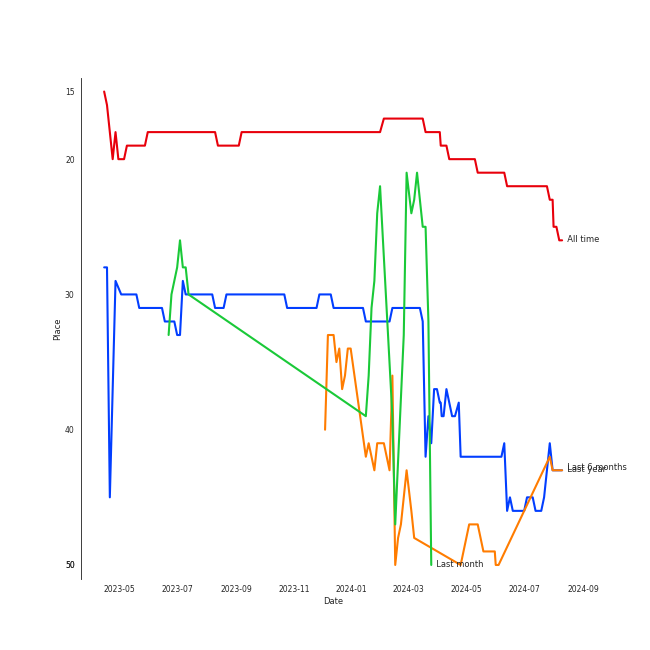 15
20
30
40
50
Place
All time
Last 6 months
Last year
Last month
2023-05
2023-07
2023-09
2023-11
2024-01
2024-03
2024-05
2024-07
2024-09
Date